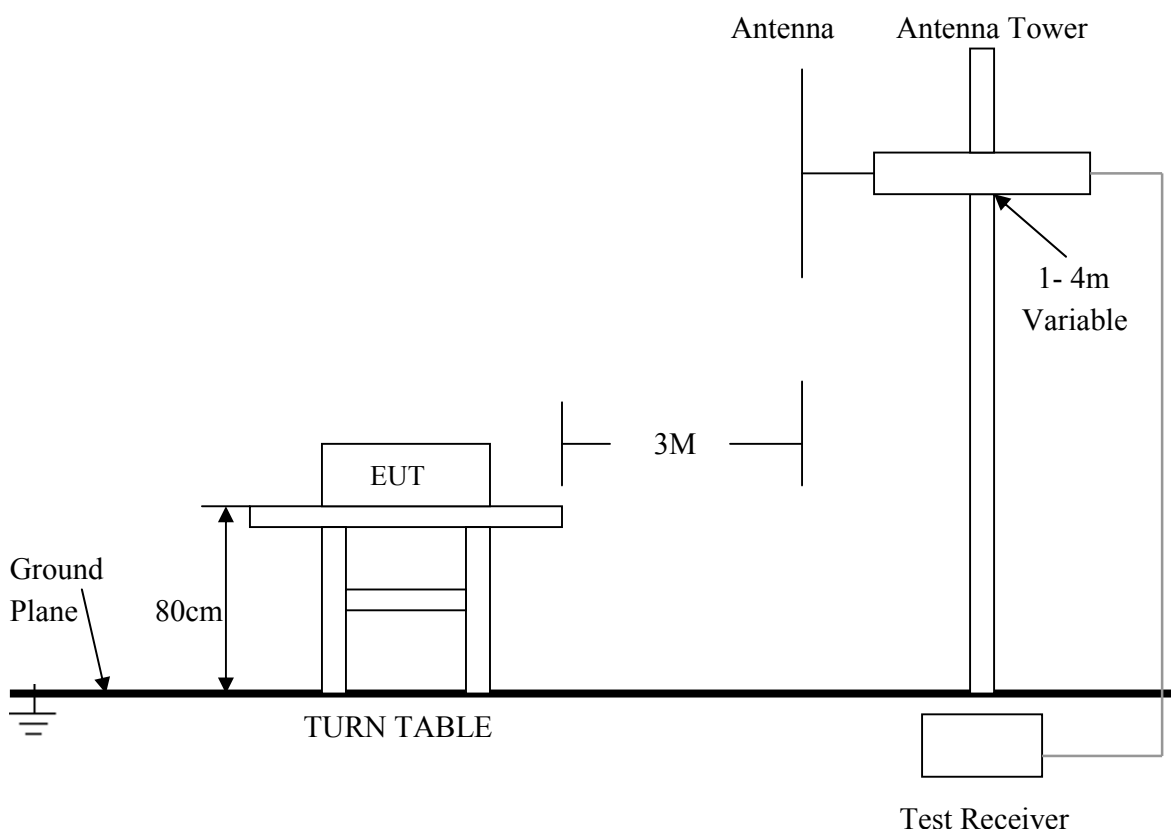 Antenna
Antenna Tower
1- 4m
Variable
3M
EUT
Ground
Plane
80cm
TURN TABLE
Test Receiver